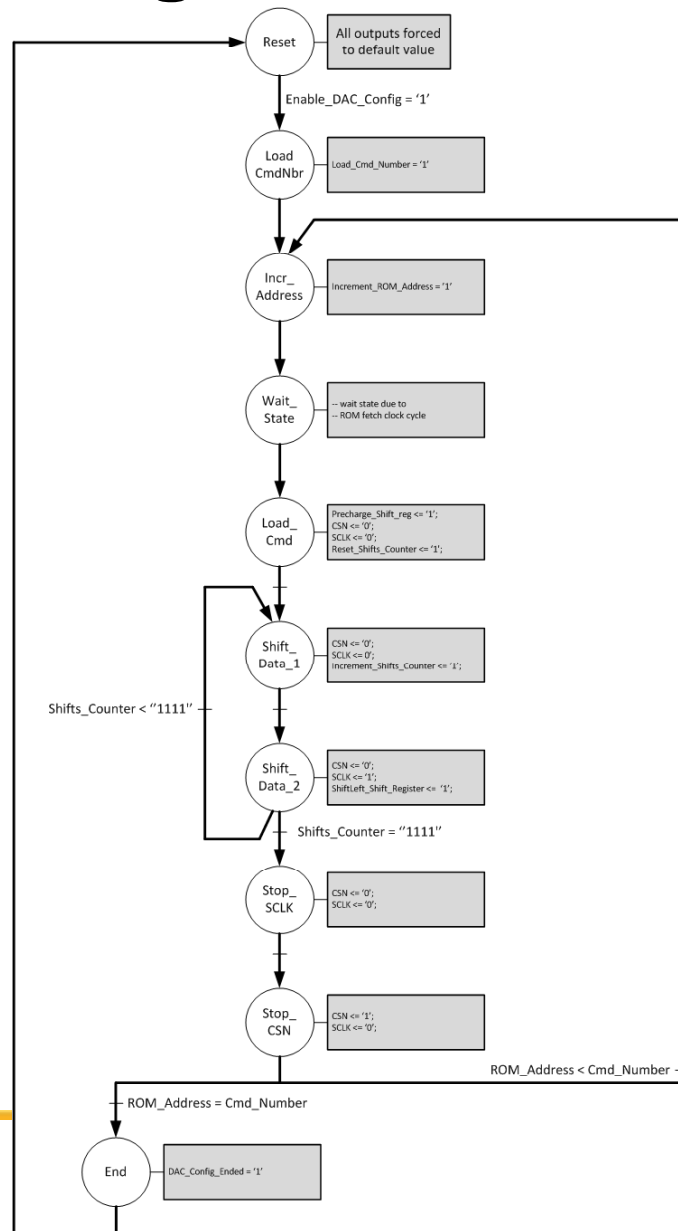 Reset
All outputs forced
to default value
Enable_DAC_Config = ‘1’
Load
CmdNbr
Load_Cmd_Number = ‘1’
Incr_
Address
Increment_ROM_Address = ‘1’
Wait_
State
-- wait state due to
-- ROM fetch clock cycle
Load_
Cmd
Precharge_Shift_reg <= ‘1’;
CSN <= ‘0’;
SCLK <= ‘0’;
Reset_Shifts_Counter <= ‘1’;
Shift_
Data_1
CSN <= ‘0’;
SCLK <= 0’;
Increment_Shifts_Counter <= ‘1’;
Shifts_Counter < ‘’1111’’
Shift_
Data_2
CSN <= ‘0’;
SCLK <= ‘1’;
ShiftLeft_Shift_Register <= ‘1’;
Shifts_Counter = ‘’1111’’
Stop_
SCLK
CSN <= ‘0’;
SCLK <= ‘0’;
Stop_
CSN
CSN <= ‘1’;
SCLK <= ‘0’;
ROM_Address < Cmd_Number
ROM_Address = Cmd_Number
End
DAC_Config_Ended = ‘1’